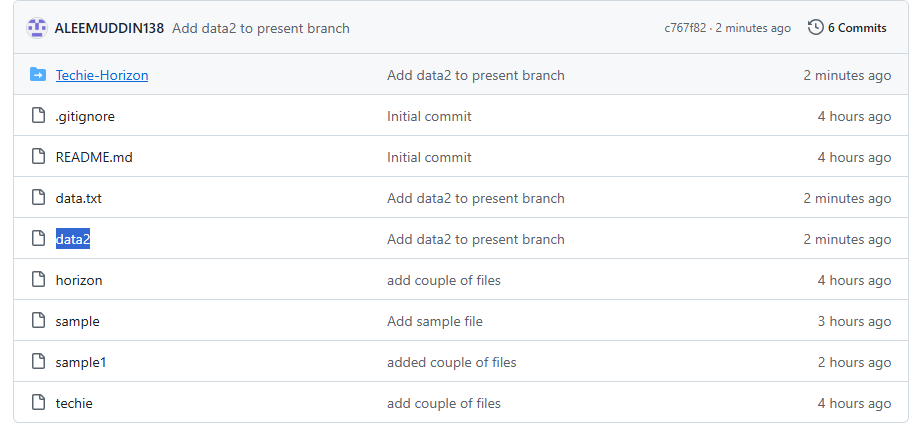 ALEEMUDDIN138 Add data2 to present branch c767f82 · 2 minutes ago 6 Commits
Techie-Horizon Add data2 to present branch 2 minutes ago
.gitignore Initial commit 4 hours ago
README.md Initial commit 4 hours ago
data.txt Add data2 to present branch 2 minutes ago
data2 Add data2 to present branch 2 minutes ago
horizon add couple of files 4 hours ago
sample Add sample file 3 hours ago
sample1 added couple of files 2 hours ago
techie add couple of files 4 hours ago